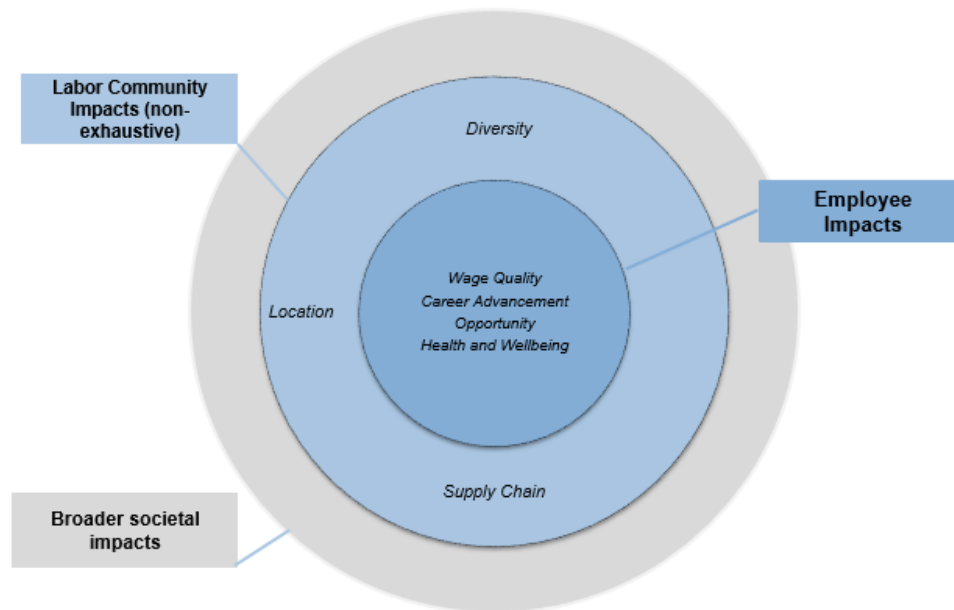 Labor Community
Impacts (non-
exhaustive)
Diversity
Employee
Impacts
Wage Quality
Career Advancement
Opportunity
Health and Wellbeing
Location
Supply Chain
Broader societal
impacts